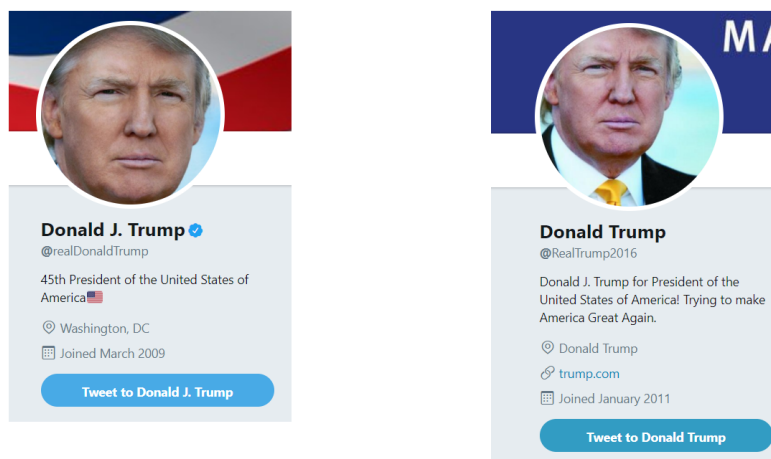 Donald J. Trump
@realDonaldTrump
45th President of the United States of
America
Washington, DC
Joined March 2009
Tweet to Donald J. Trump
MA
Donald Trump
@RealTrump2016
Donald J. Trump for President of the
United States of America! Trying to make
America Great Again.
Donald Trump
trump.com
Joined January 2011
Tweet to Donald Trump